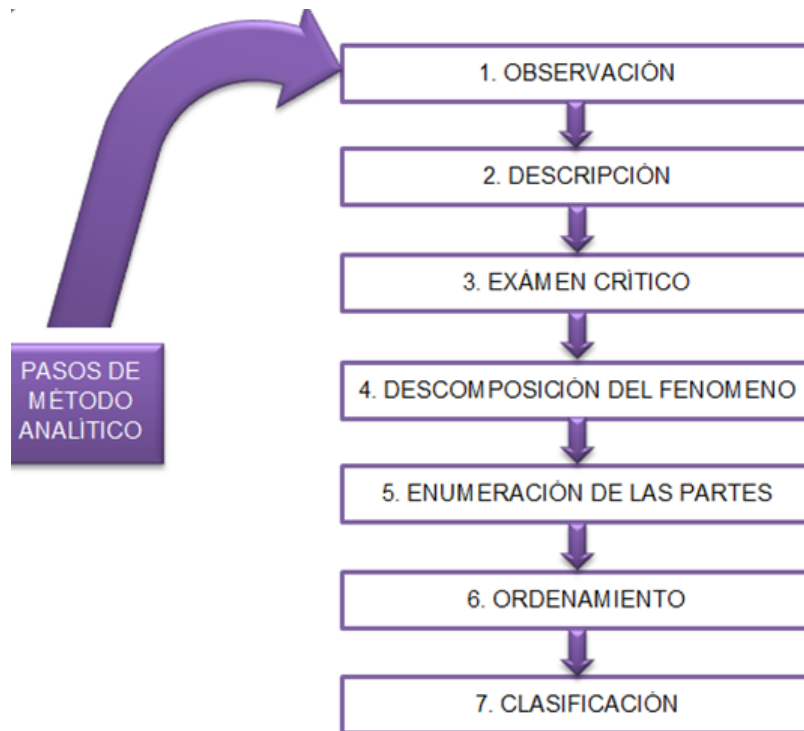 1. OBSERVACIÓN
2. DESCRIPCIÓN
3. EXÁMEN CRÌTICO
4. DESCOMPOSICIÓN DEL FENOMENO
5. ENUMERACIÓN DE LAS PARTES
6. ORDENAMIENTO
7. CLASIFICACIÓN
PASOS DE
MÉTODO
ANALÌTICO